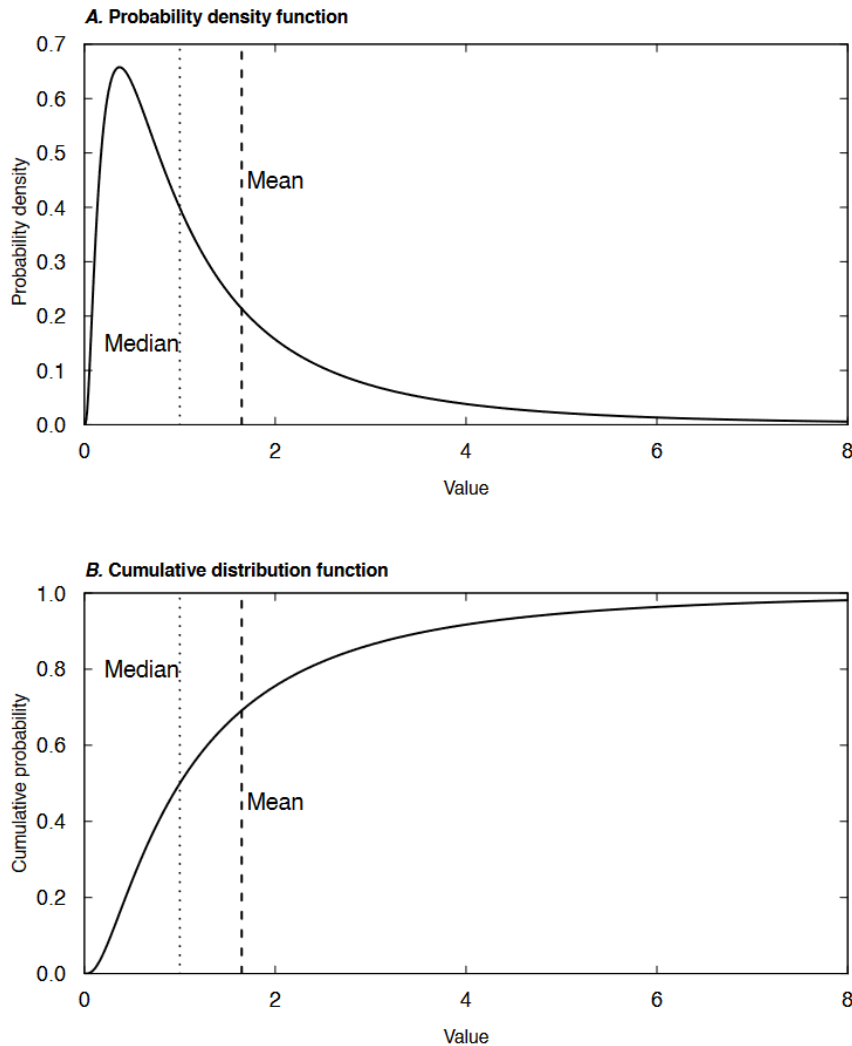 A. Probability density function
0.7
0.6
0.5
0.4
0.3
0.2
0.1
0.0
Probability density
Mean
Median
0 2 4 6 8
Value
B. Cumulative distribution function
1.0
0.8
0.6
0.4
0.2
0.0
Cumulative probability
Median
Mean
0 2 4 6 8
Value